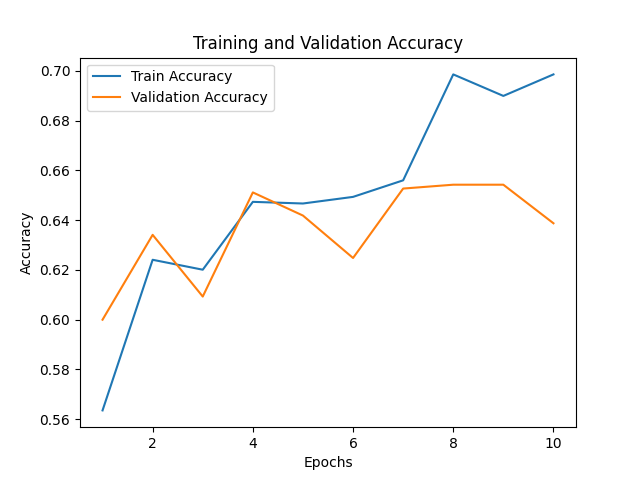 Training and Validation Accuracy
Train Accuracy
Validation Accuracy
0.70
0.68
0.66
0.64
0.62
0.60
0.58
0.56
Accuracy
2 4 6 8 10
Epochs